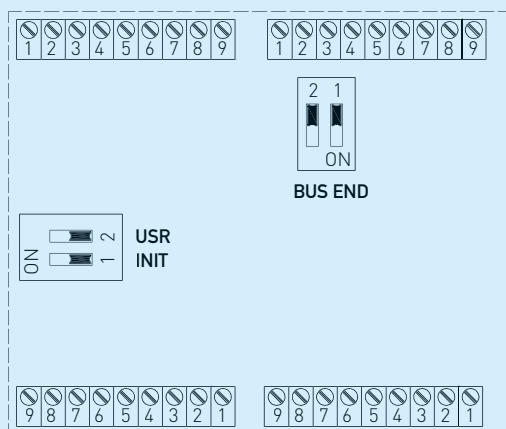 1 2 3 4 5 6 7 8 9
1 2 3 4 5 6 7 8 9
2 1
ON
BUS END
ON
2
USR
1
INIT
9 8 7 6 5 4 3 2 1
9 8 7 6 5 4 3 2 1